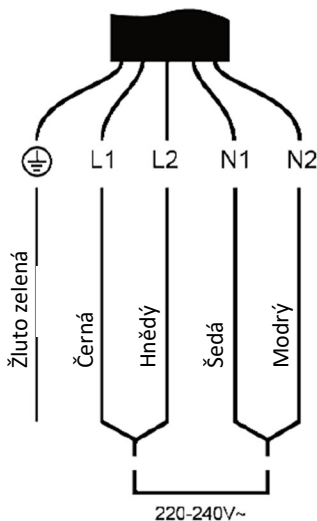 L1 L2 N1 N2
Žluto zelená
Černá
Hnědý
Šedá
Modrý
220-240V~